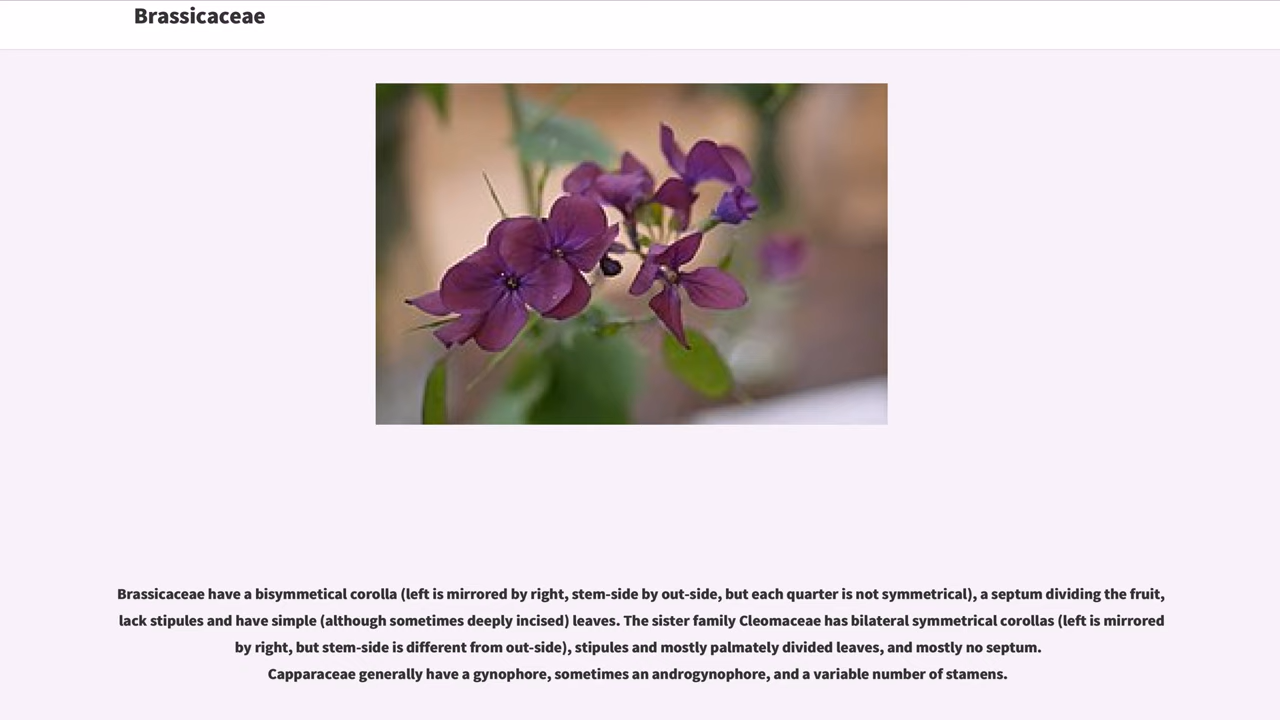 Brassicaceae
Brassicaceae have a bisymmetical corolla (left is mirrored by right, stem-side by out-side, but each quarter is not symmetrical), a septum dividing the fruit,
lack stipules and have simple (although sometimes deeply incised) leaves. The sister family Cleomaceae has bilateral symmetrical corollas (left is mirrored
by right, but stem-side is different from out-side), stipules and mostly palmately divided leaves, and mostly no septum.
Capparaceae generally have a gynophore, sometimes an androgynophore, and a variable number of stamens.